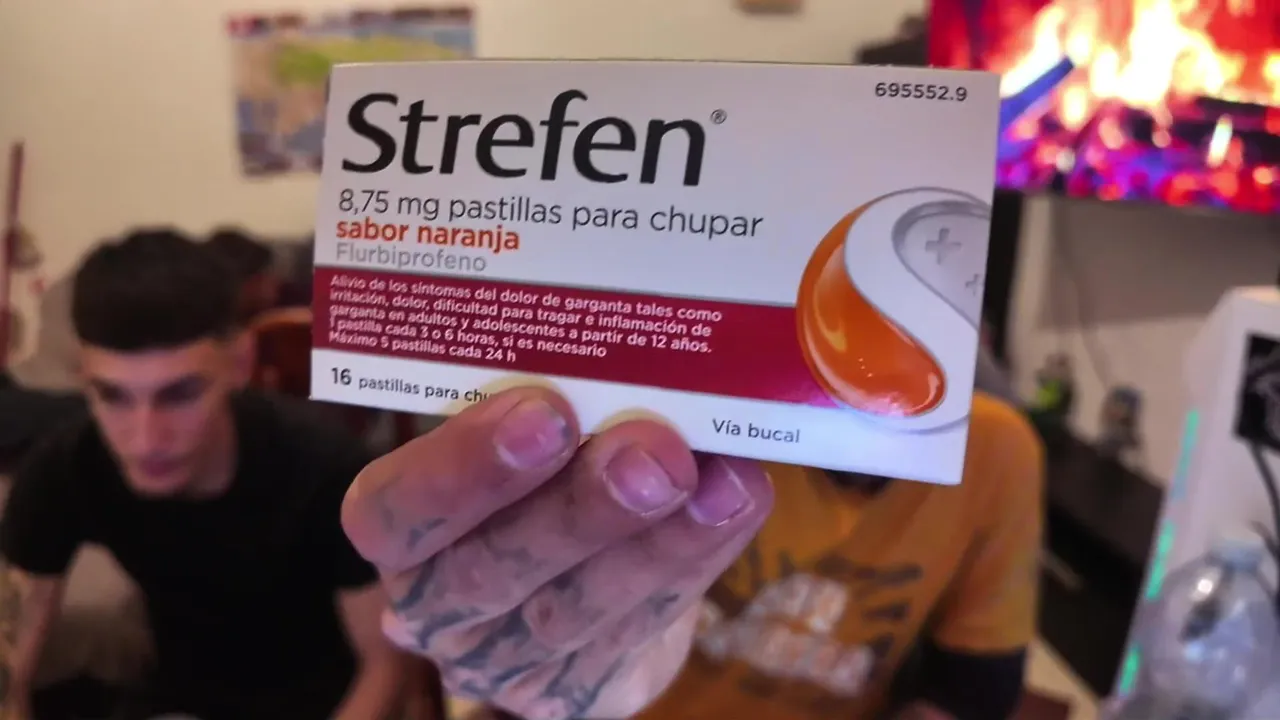 695552.9
Strefen®
8,75 mg pastillas para chupar
sabor naranja
Flurbiprofeno
Alivio de los síntomas del dolor de garganta tales como
irritación, dolor, dificultad para tragar e inflamación de
garganta en adultos y adolescentes a partir de 12 años.
1 pastilla cada 3 o 6 horas, si es necesario
Máximo 5 pastillas cada 24 h
16 pastillas para
Vía bucal